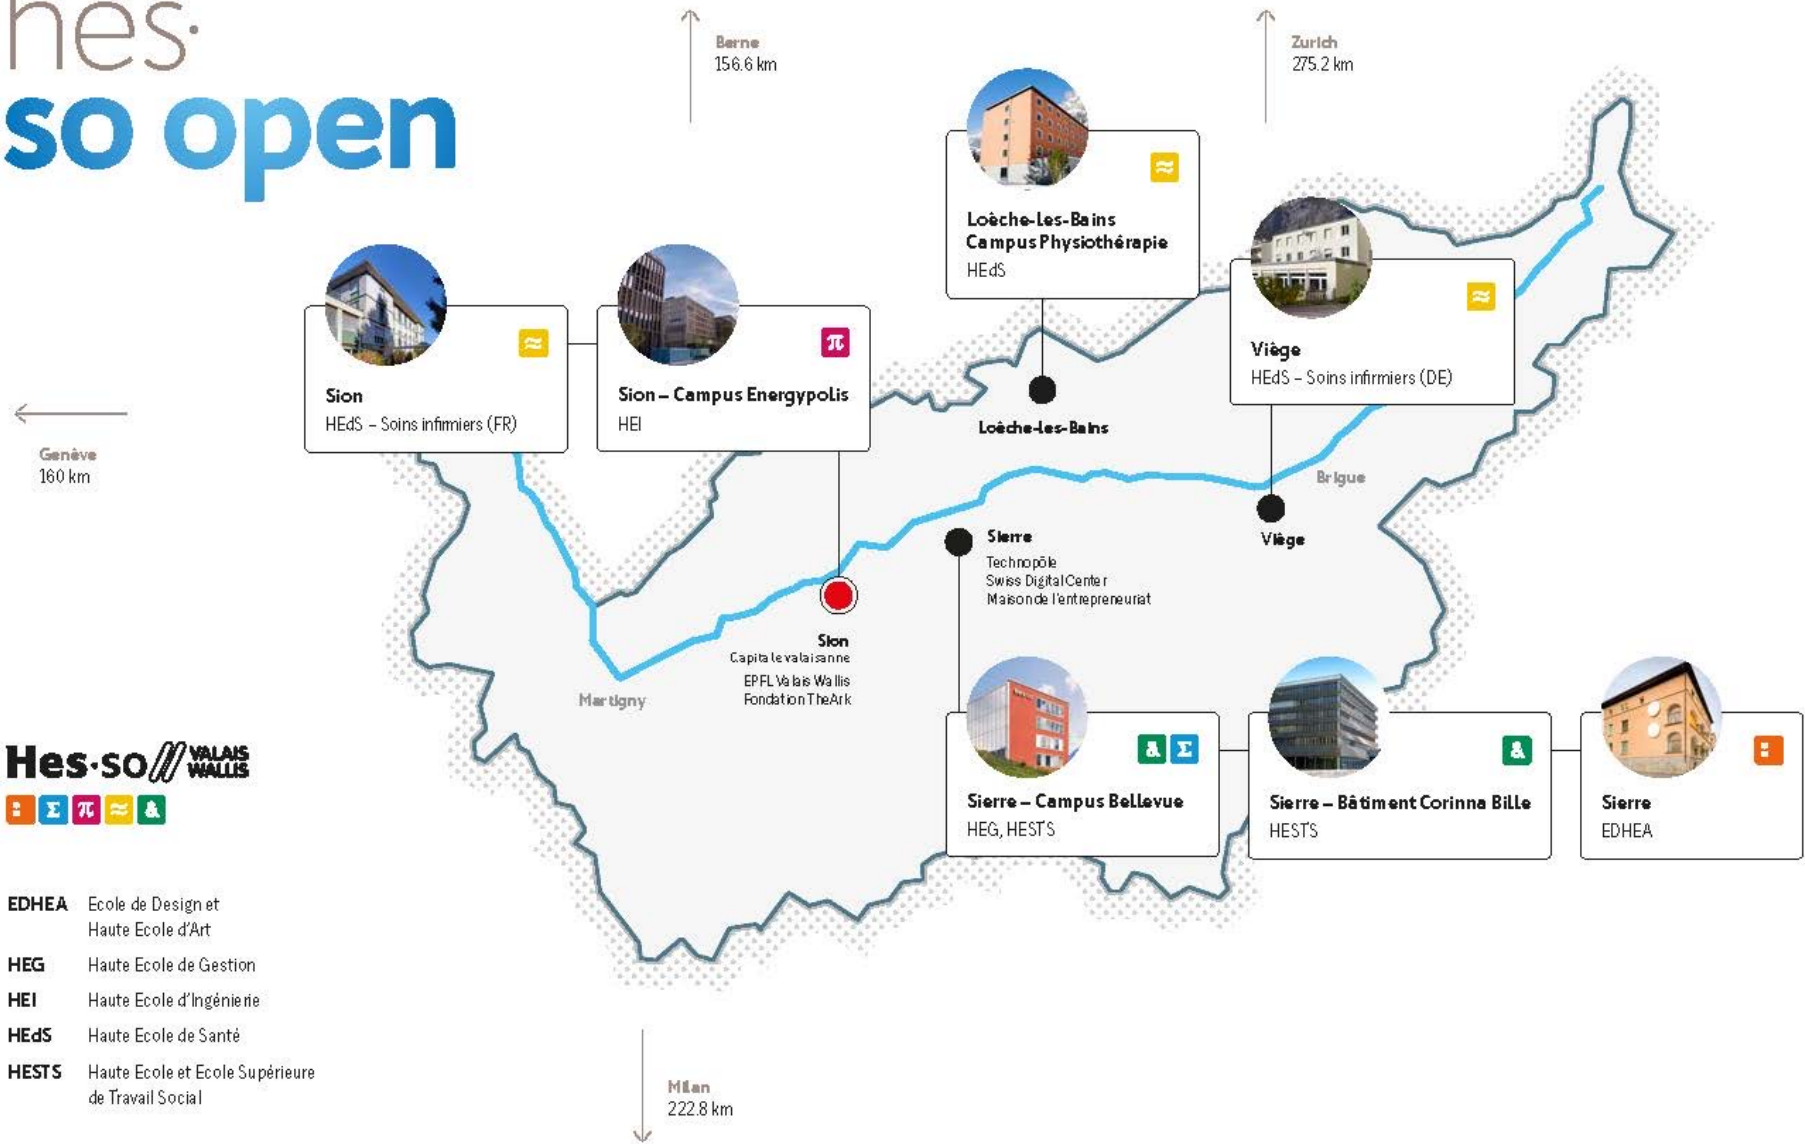 hes·
so open
Berne
156.6 km
Zurich
275.2 km
Loèche-les-Bains
Campus Physiothérapie
HEdS
≈
Sion
HEdS – Soins infirmiers (FR)
≈
Sion – Campus Energypolis
HEI
π
Viège
HEdS – Soins infirmiers (DE)
≈
Genève
160 km
Loèche-les-Bains
Brigue
Viège
Sierre
Technopôle
Swiss Digital Center
Maison de l'entrepreneuriat
Sion
Capitale valaisanne
EPFL Valais Wallis
Fondation TheArk
Martigny
Sierre – Campus Bellevue
HEG, HESTS
& Σ
Sierre – Bâtiment Corinna Bille
HESTS
&
Sierre
EDHEA
:
Hes·so VALAIS
WALLIS
: Σ π ≈ &
EDHEA Ecole de Design et
Haute Ecole d'Art
HEG Haute Ecole de Gestion
HEI Haute Ecole d'Ingénierie
HEdS Haute Ecole de Santé
HESTS Haute Ecole et Ecole Supérieure
de Travail Social
Milan
222.8 km